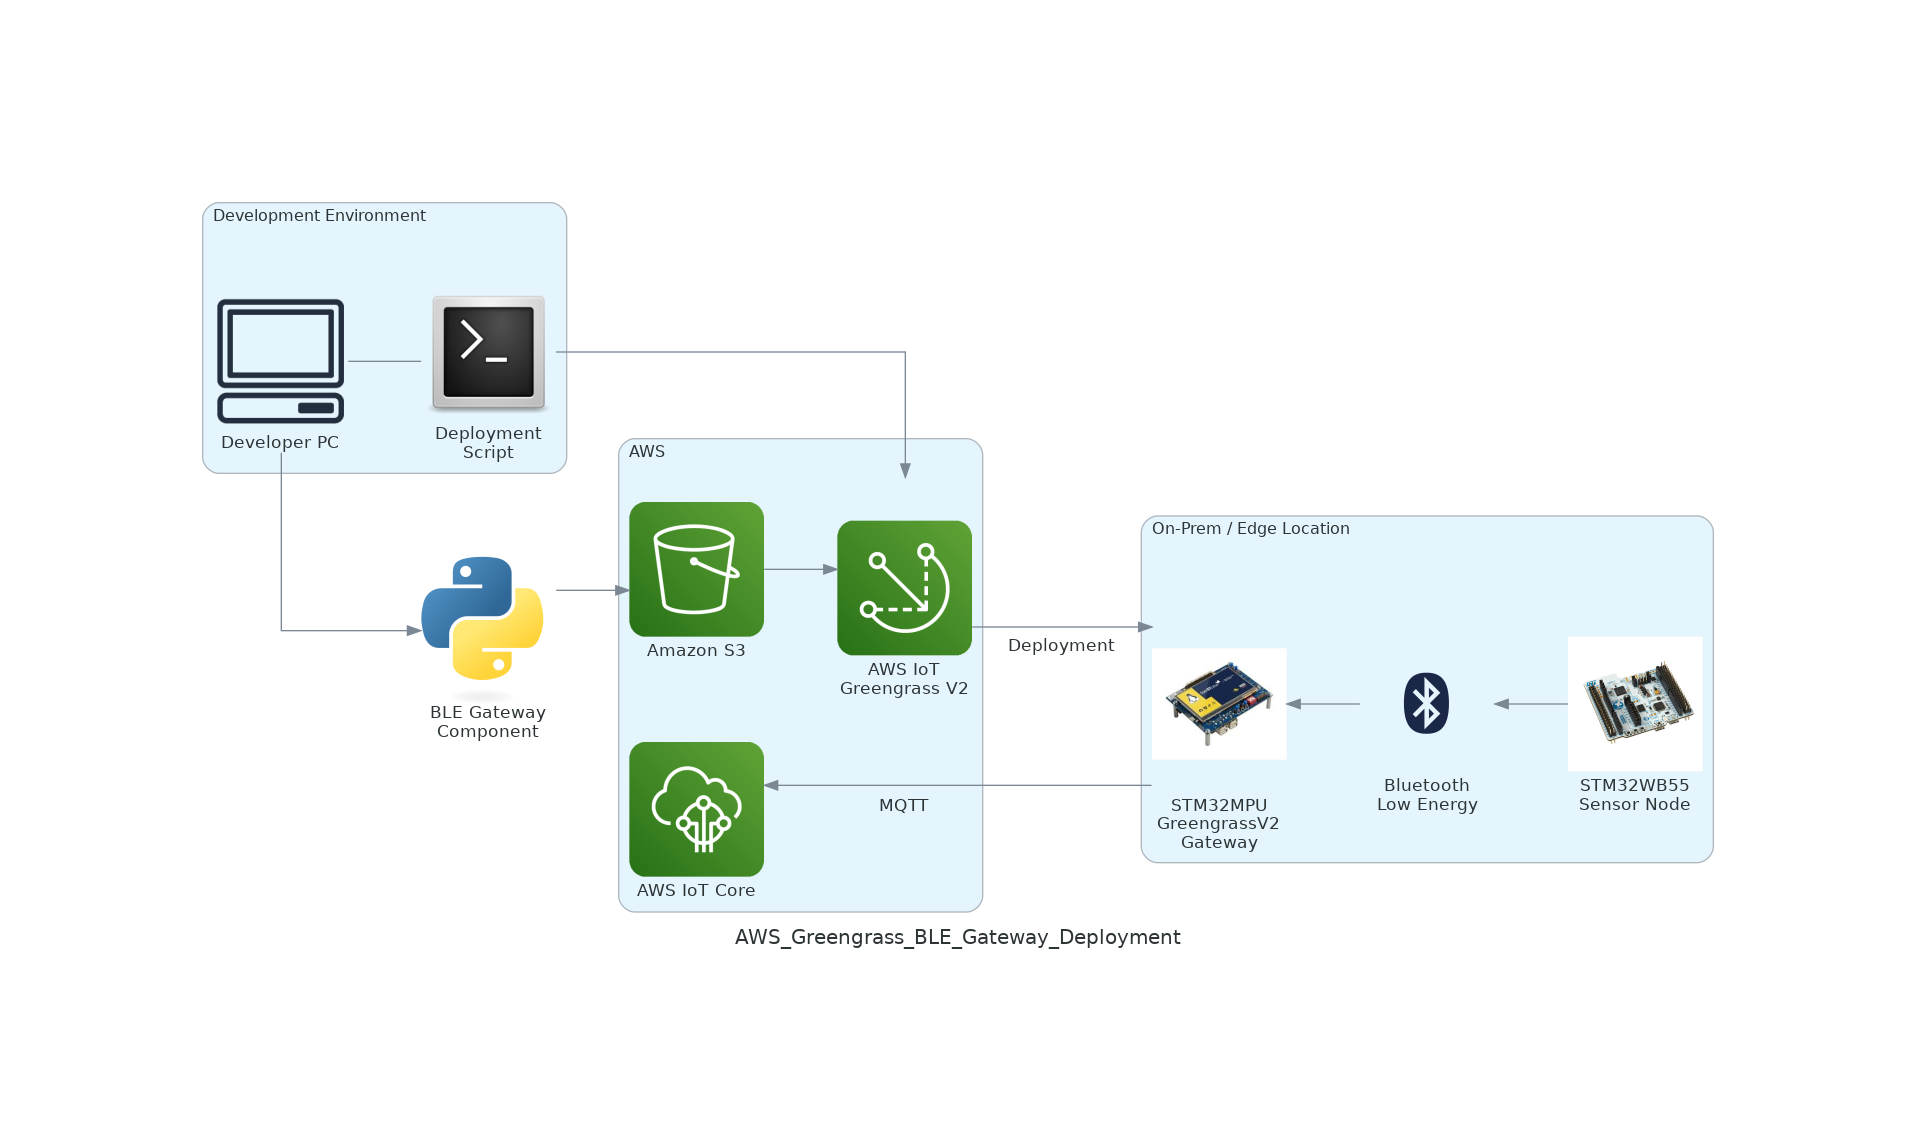 Development Environment
Developer PC
Deployment
Script
BLE Gateway
Component
AWS
Amazon S3
AWS IoT
Greengrass V2
AWS IoT Core
Deployment
MQTT
On-Prem / Edge Location
STM32MPU
GreengrassV2
Gateway
Bluetooth
Low Energy
STM32WB55
Sensor Node
AWS_Greengrass_BLE_Gateway_Deployment